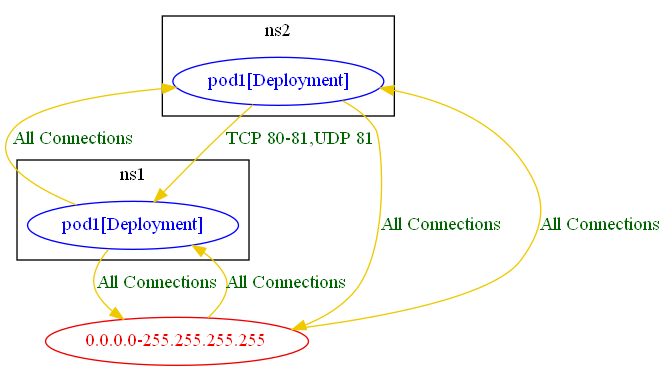 ns2
pod1[Deployment]
All Connections
TCP 80-81,UDP 81
ns1
pod1[Deployment]
All Connections
All Connections
All Connections
All Connections
0.0.0.0-255.255.255.255